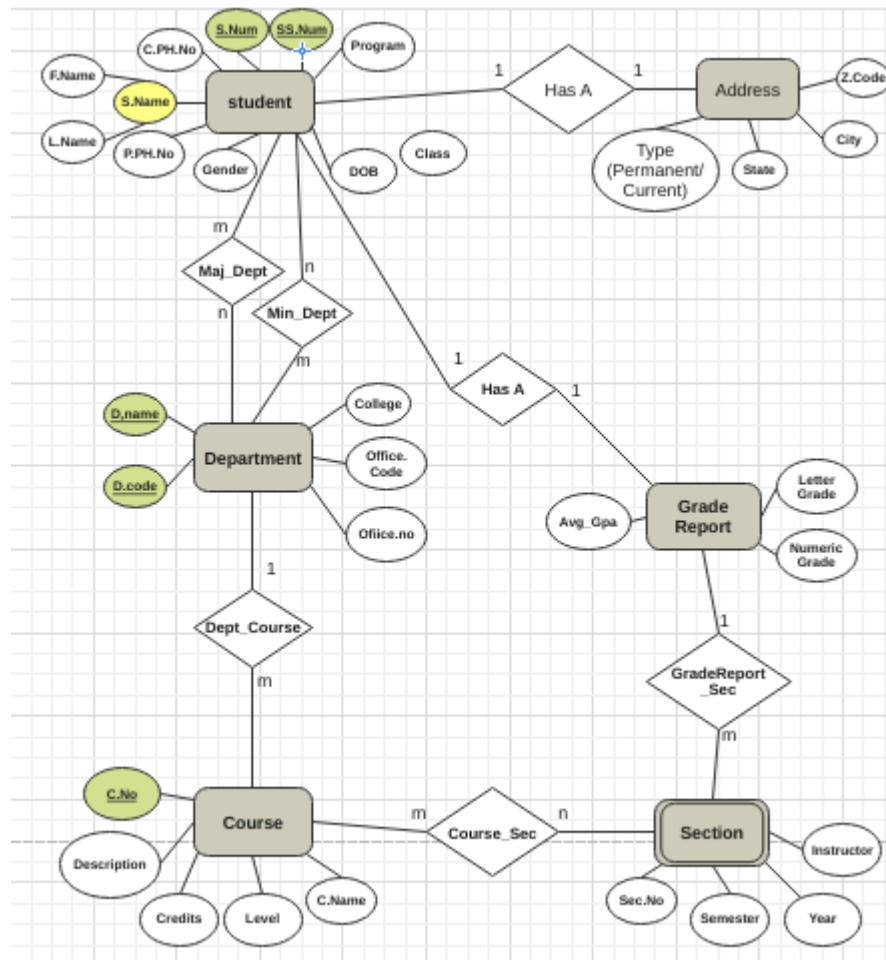 S.Num
SS.Num
C.PH.No
Program
F.Name
S.Name
student
L.Name
P.PH.No
Gender
DOB
Class
1
Has A
1
Address
Z.Code
City
State
Type
(Permanent/
Current)
m
Maj_Dept
n
n
Min_Dept
m
1
Has A
1
D,name
D.code
Department
College
Office.
Code
Ofiice.no
Avg_Gpa
Grade
Report
Letter
Grade
Numeric
Grade
1
Dept_Course
m
1
GradeReport
_Sec
m
C.No
Description
Course
Credits
Level
C.Name
m
Course_Sec
n
Section
Instructor
Sec.No
Semester
Year